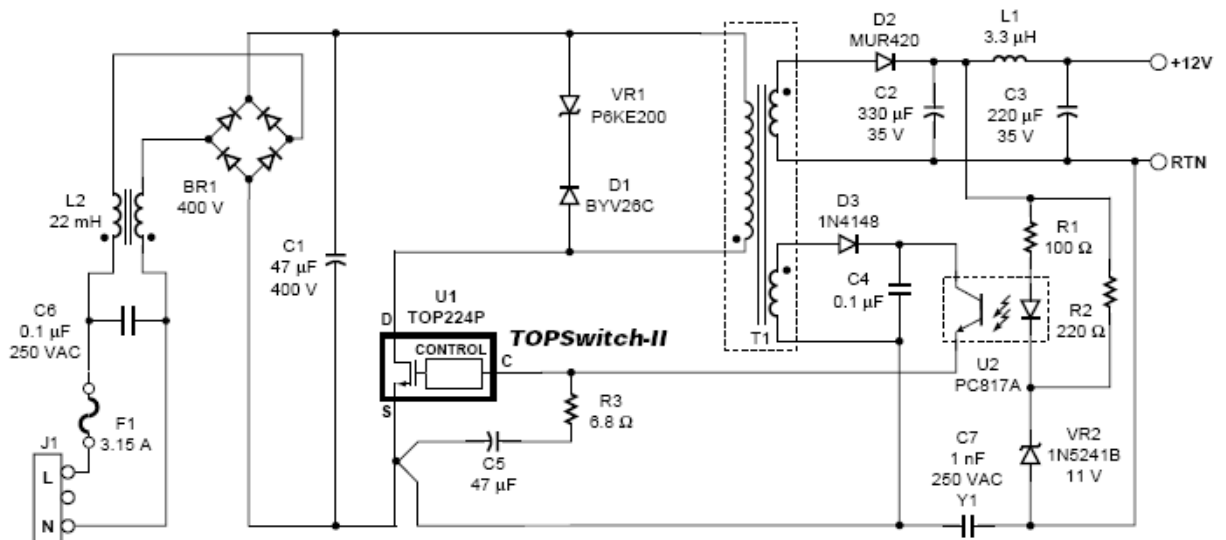 D2
MUR420
L1
3.3 µH
+12V
VR1
P6KE200
C2
330 µF
35 V
C3
220 µF
35 V
RTN
BR1
400 V
D1
BYV26C
D3
1N4148
L2
22 mH
R1
100 Ω
C1
47 µF
400 V
C4
0.1 µF
R2
220 Ω
U1
TOP224P
C6
0.1 µF
250 VAC
D
TOPSwitch-II
T1
CONTROL
C
U2
PC817A
S
R3
6.8 Ω
F1
3.15 A
C7
1 nF
250 VAC
Y1
VR2
1N5241B
11 V
J1
L
C5
47 µF
N